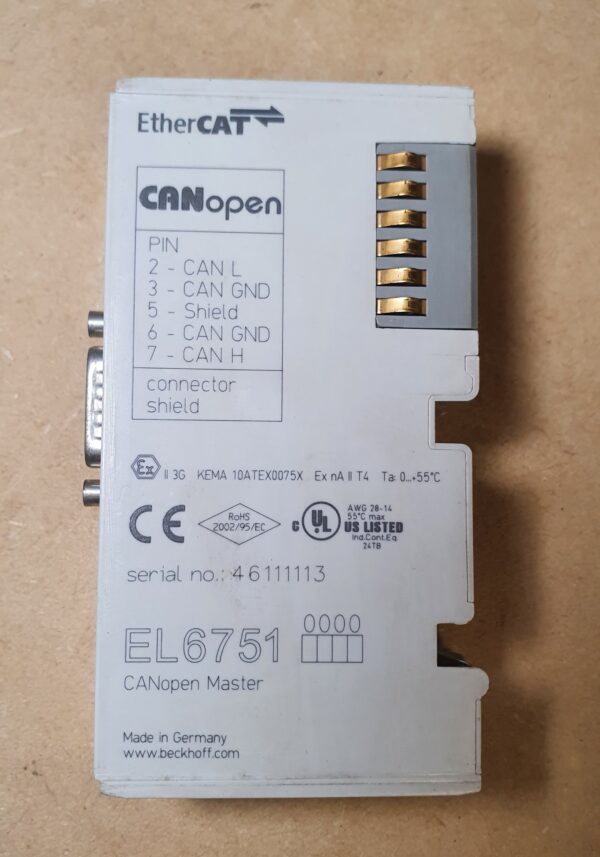 EtherCAT
CANopen
PIN
2 - CAN L
3 - CAN GND
5 - Shield
6 - CAN GND
7 - CAN H
connector
shield
Ex II 3G KEMA 10ATEX0075X Ex nA II T4 Ta: 0...+55°C
CE
RoHS
2002/95/EC
c UL US LISTED
AWG 28-14
55°C max
Ind.Cont.Eq.
24TB
serial no.: 46111113
EL6751 0000
CANopen Master
Made in Germany
www.beckhoff.com